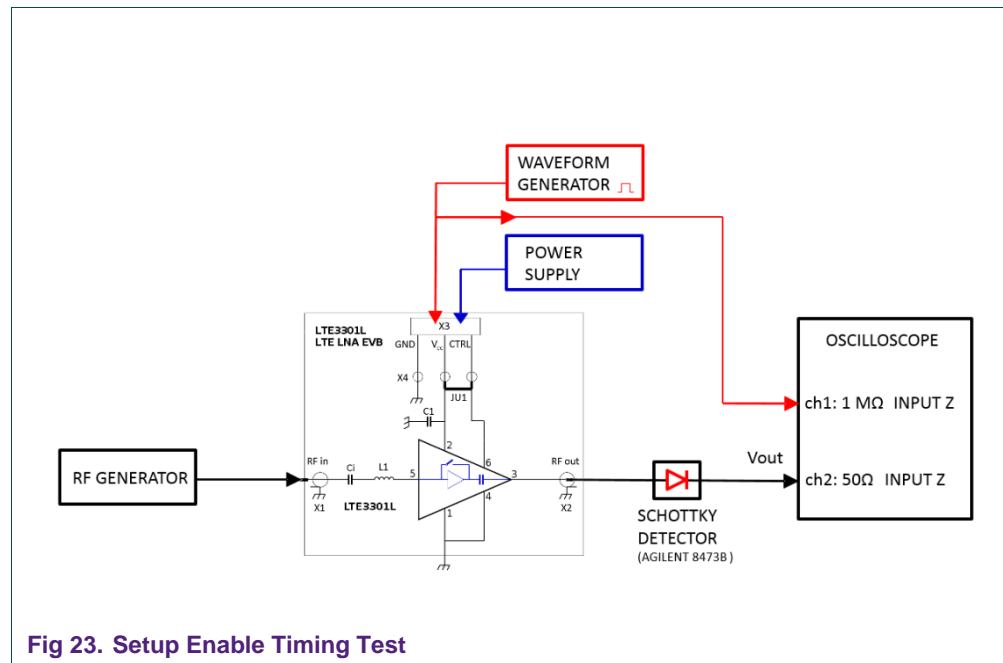 WAVEFORM
GENERATOR
POWER
SUPPLY
LTE3301L
LTE LNA EVB
X3
GND
Vcc
CTRL
X4
JU1
C1
2
RF in
Ci
L1
5
6
3
RF out
4
1
X1
LTE3301L
X2
RF GENERATOR
SCHOTTKY
DETECTOR
(AGILENT 8473B)
Vout
OSCILLOSCOPE
ch1: 1 MΩ INPUT Z
ch2: 50Ω INPUT Z
Fig 23. Setup Enable Timing Test